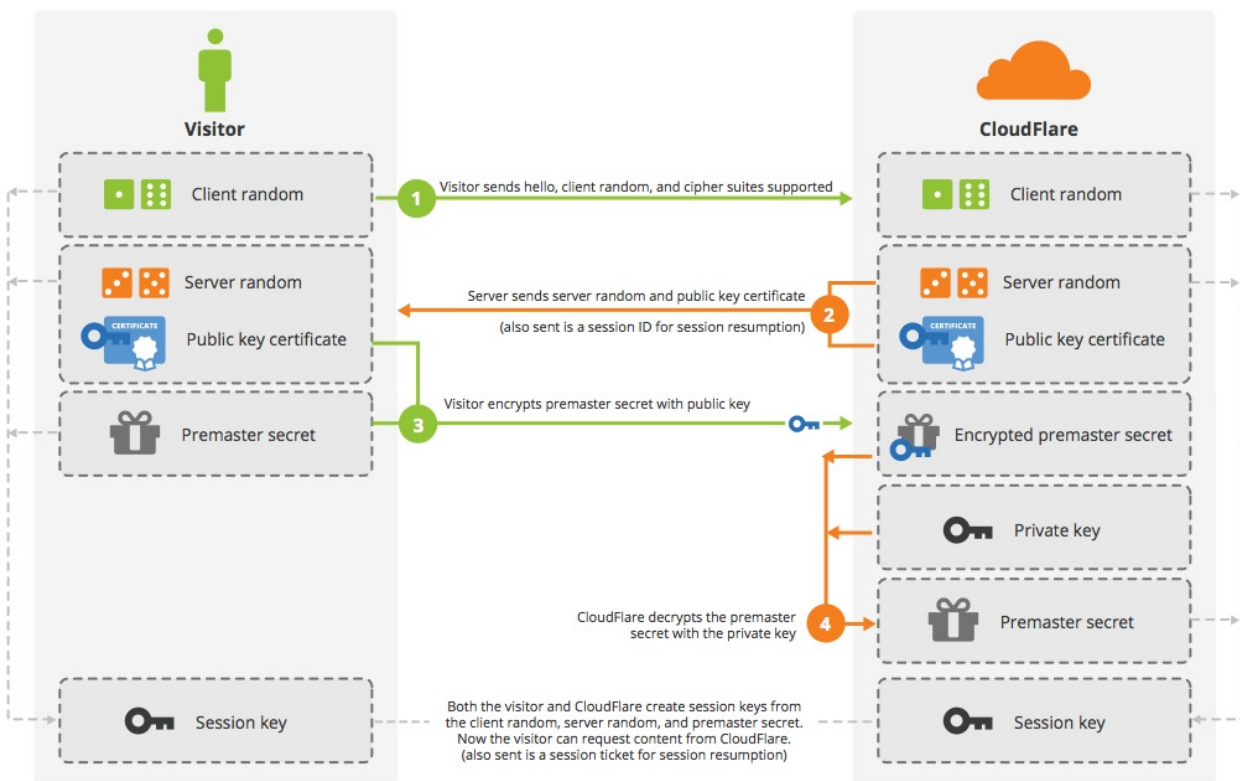 Visitor
CloudFlare
Client random
1
Visitor sends hello, client random, and cipher suites supported
Client random
Server random
Server sends server random and public key certificate
(also sent is a session ID for session resumption)
2
Server random
CERTIFICATE
Public key certificate
CERTIFICATE
Public key certificate
Visitor encrypts premaster secret with public key
3
Premaster secret
Encrypted premaster secret
Private key
CloudFlare decrypts the premaster
secret with the private key
4
Premaster secret
Session key
Both the visitor and CloudFlare create session keys from
the client random, server random, and premaster secret.
Now the visitor can request content from CloudFlare.
(also sent is a session ticket for session resumption)
Session key